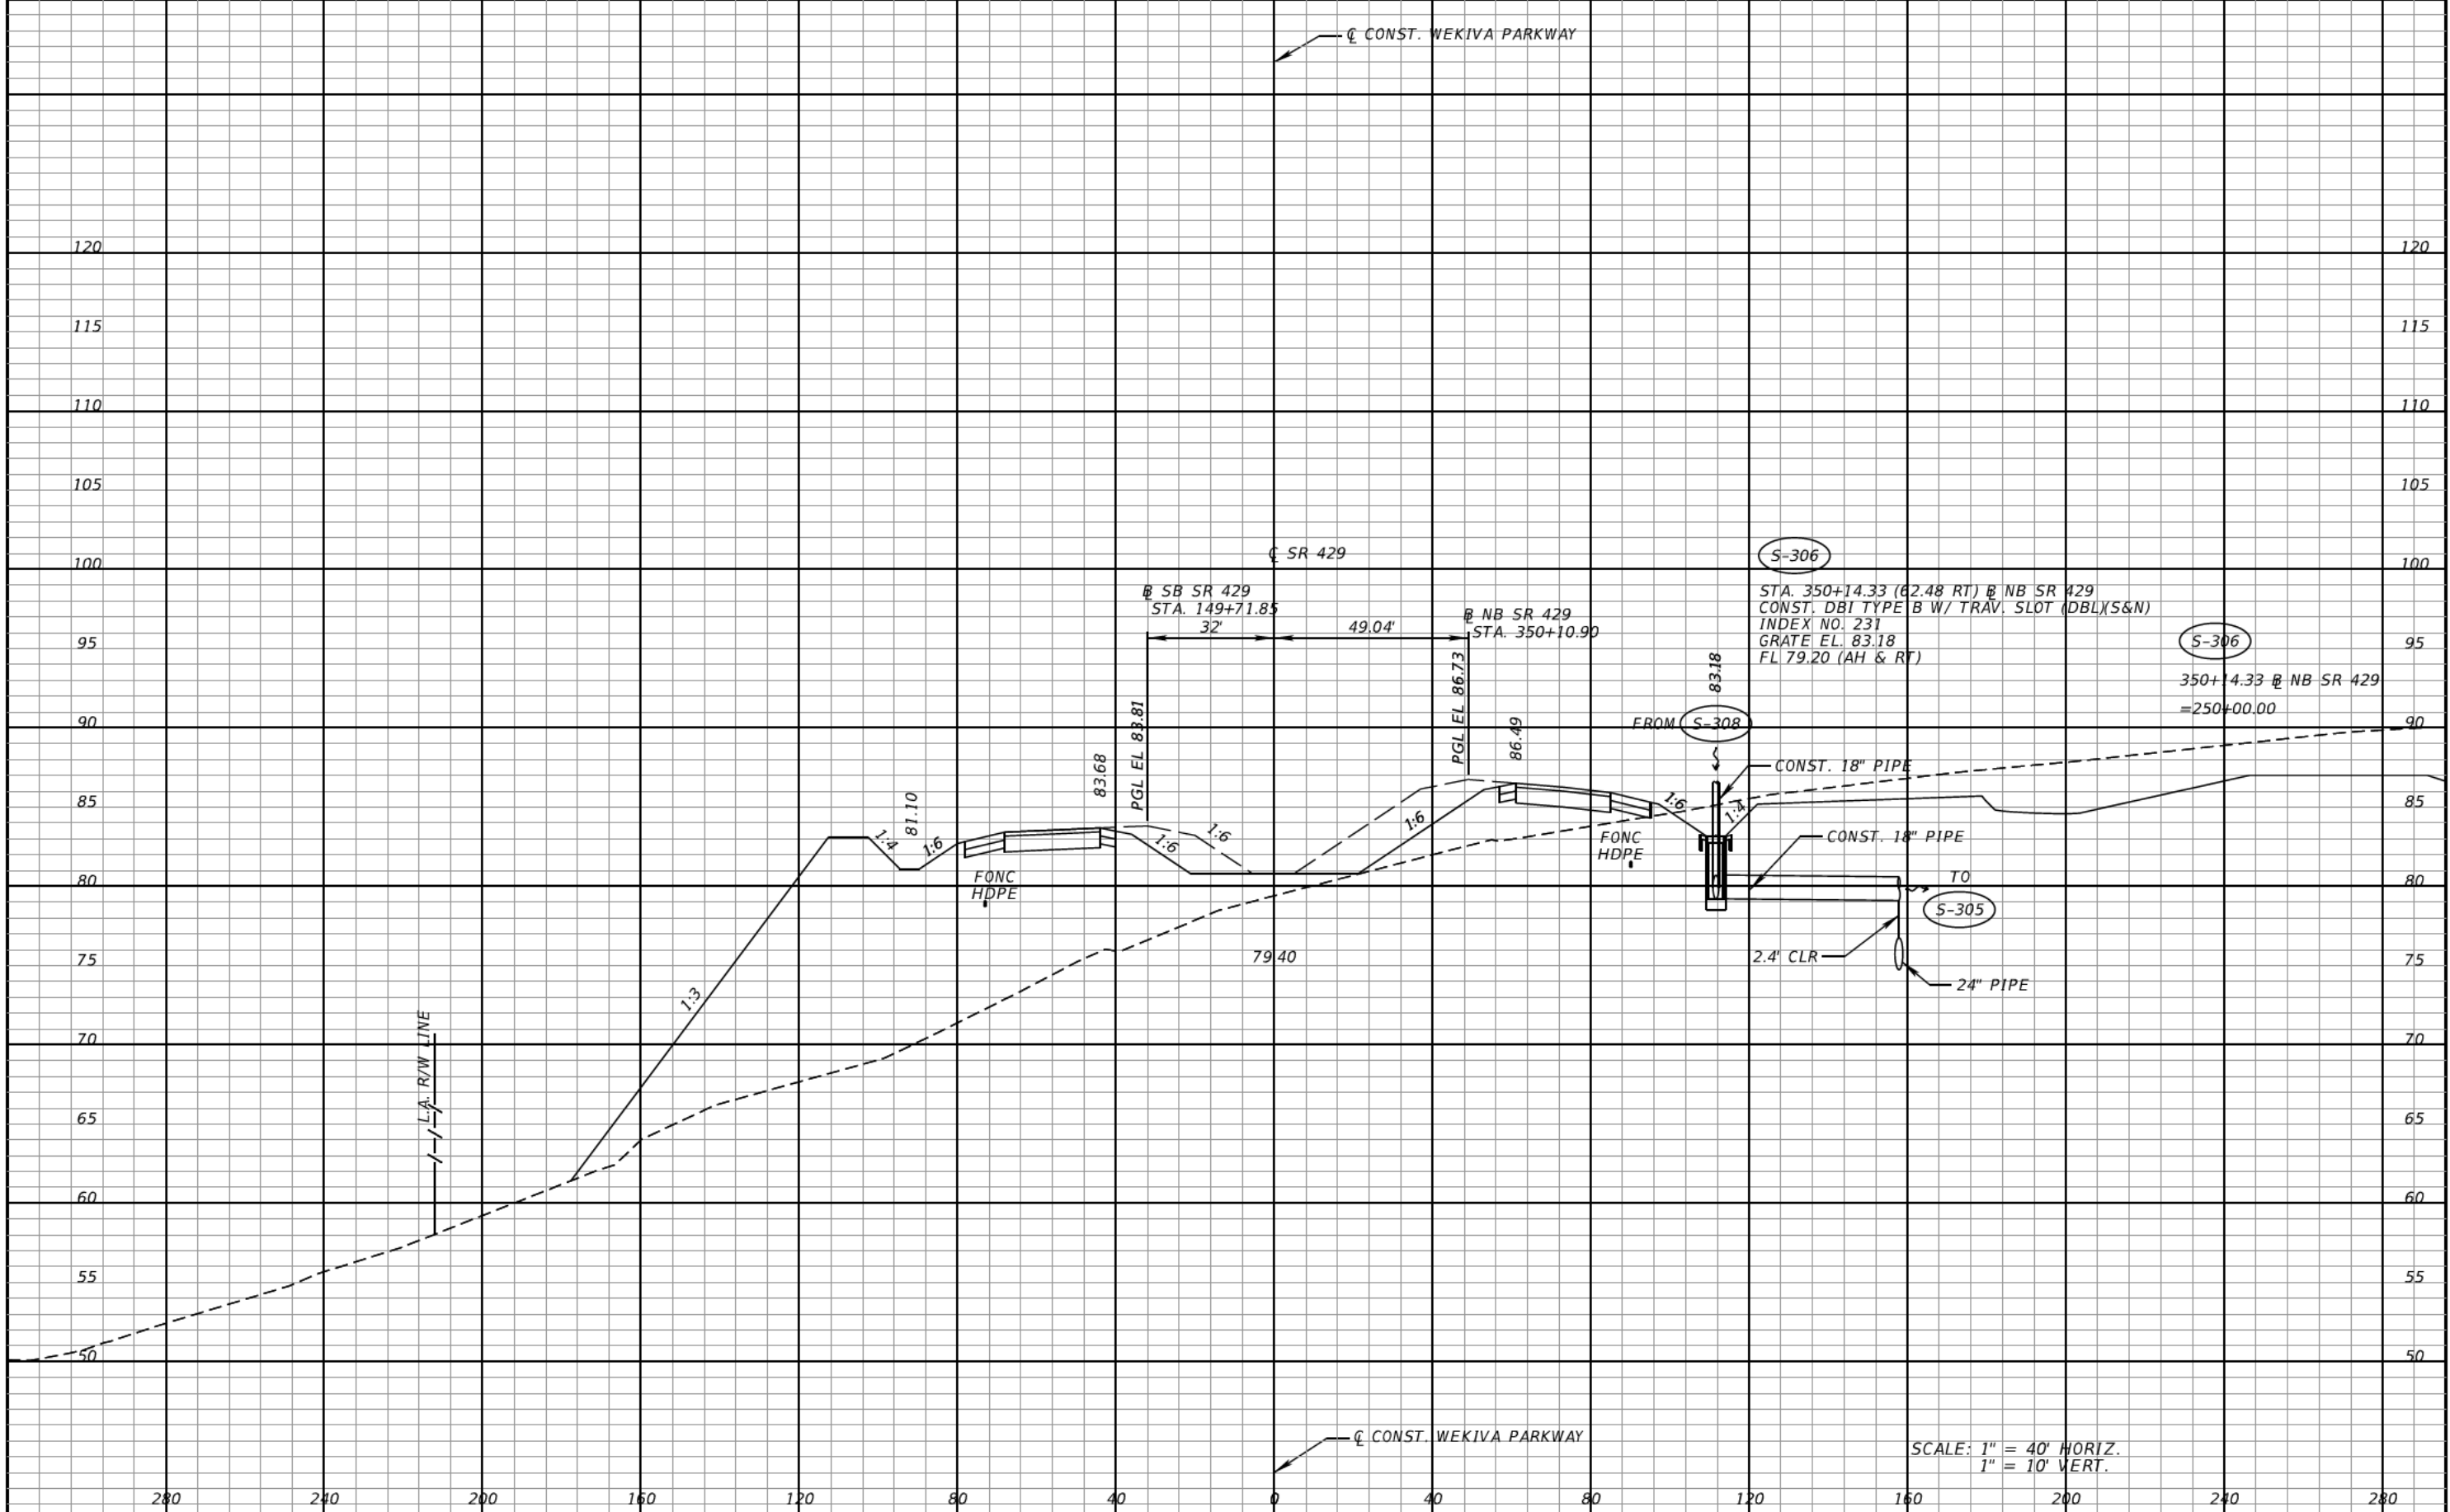 ℄ CONST. WEKIVA PARKWAY
120 120
115 115
110 110
105 105
100 100
95 95
90 90
85 85
80 80
75 75
70 70
65 65
60 60
55 55
50 50
℄ SR 429
B SB SR 429
STA. 149+71.85
32'
49.04'
B NB SR 429
STA. 350+10.90
PGL EL 83.81
PGL EL 86.73
83.68
81.10
86.49
83.18
S-306
STA. 350+14.33 (62.48 RT) B NB SR 429
CONST. DBI TYPE B W/ TRAV. SLOT (DBL)(S&N)
INDEX NO. 231
GRATE EL. 83.18
FL 79.20 (AH & RT)
S-306
350+14.33 B NB SR 429
=250+00.00
FROM S-308
CONST. 18" PIPE
CONST. 18" PIPE
1:3
1:4
1:6
1:6
1:6
1:6
1:6
1:4
FONC
HDPE
FONC
HDPE
79.40
TO
S-305
2.4' CLR
24" PIPE
L.A. R/W LINE
℄ CONST. WEKIVA PARKWAY
SCALE: 1" = 40' HORIZ.
1" = 10' VERT.
280 240 200 160 120 80 40 0 40 80 120 160 200 240 280